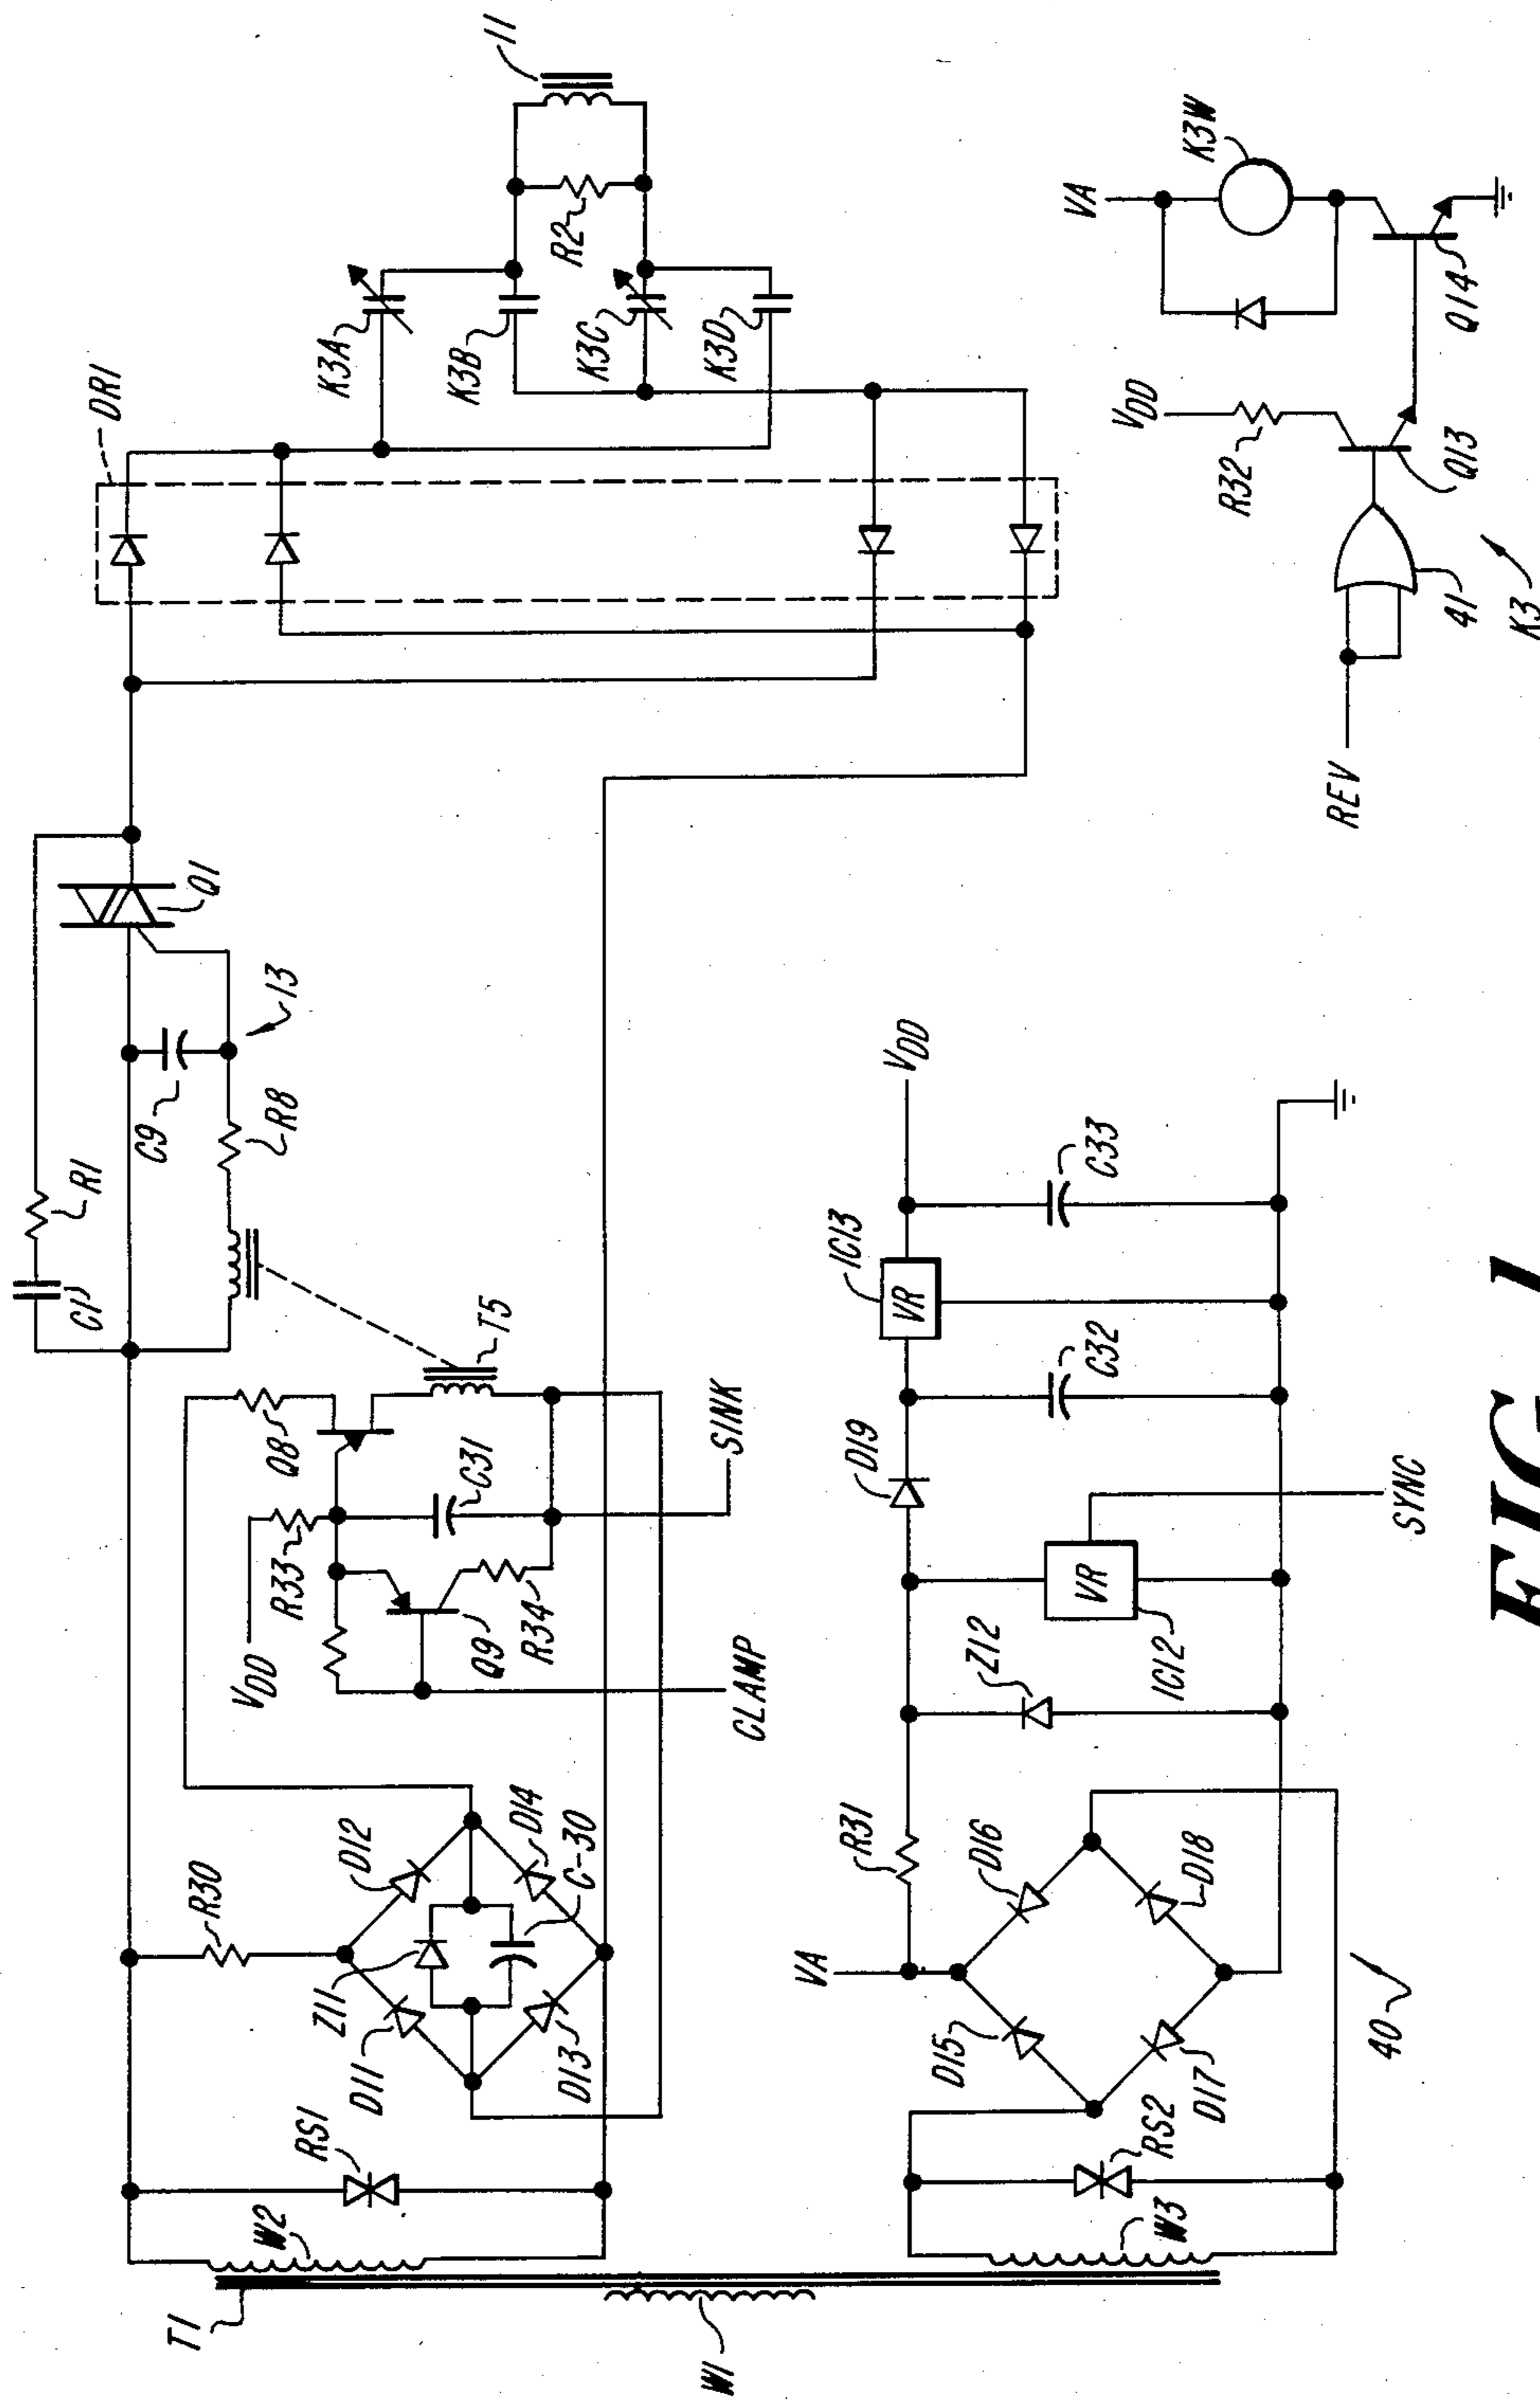 T1
W1
W2
RS1
R30
D11
D12
Z11
D13
D14
C-30
VDD
R33
Q8
Q9
R34
C31
T5
CLAMP
SINK
C1
R1
C9
R8
13
Q1
DR1
K3A
K3B
K3C
K3D
R2
11
W3
RS2
VA
D15
D16
D17
D18
40
R31
Z12
IC12
VR
D19
SYNC
C32
IC13
VR
C33
VDD
REV
41
K3
VDD
R32
Q13
VA
K3W
Q14
FIG. 1